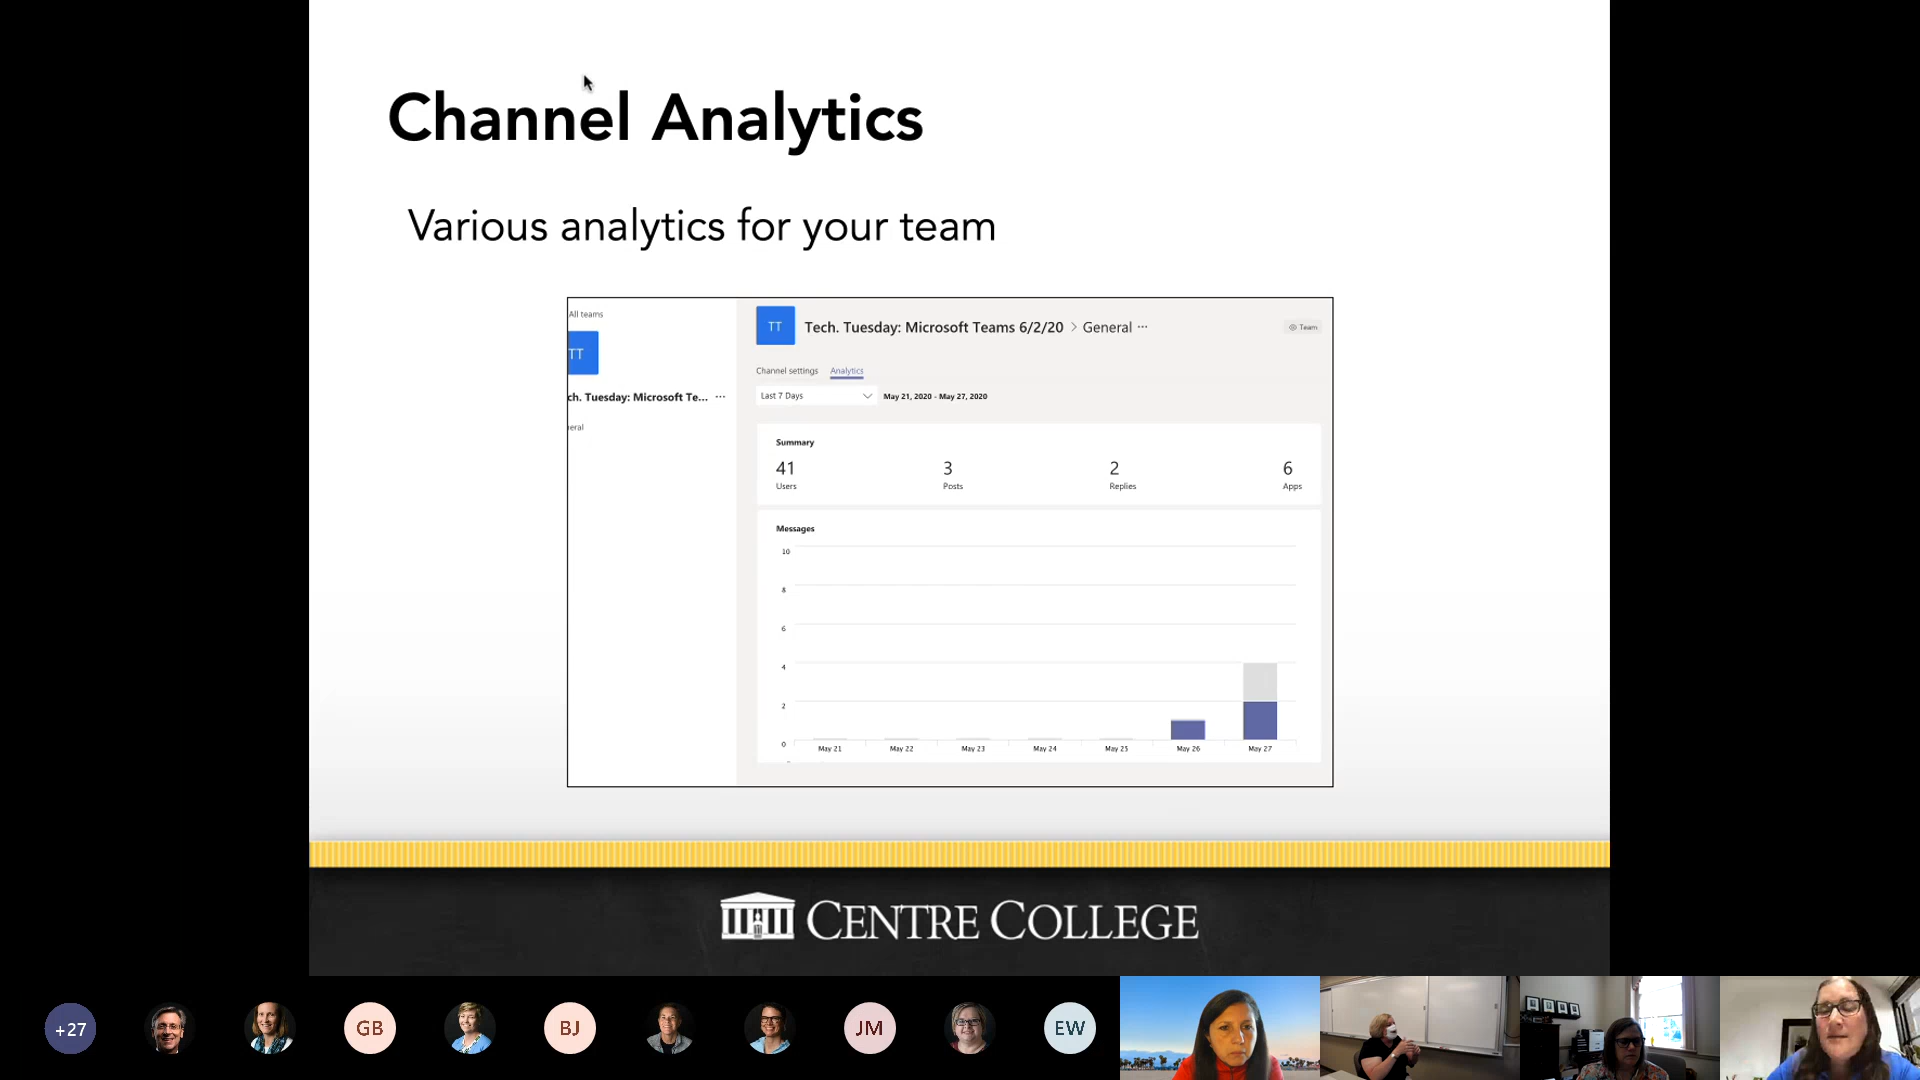 Channel Analytics
Various analytics for your team
All teams
TT
ch. Tuesday: Microsoft Te... ···
eral
TT
Tech. Tuesday: Microsoft Teams 6/2/20 > General ···
Team
Channel settings Analytics
Last 7 Days May 21, 2020 - May 27, 2020
Summary
41 3 2 6
Users Posts Replies Apps
Messages
10
8
6
4
2
0
May 21 May 22 May 23 May 24 May 25 May 26 May 27
CENTRE COLLEGE
+27 GB BJ JM EW